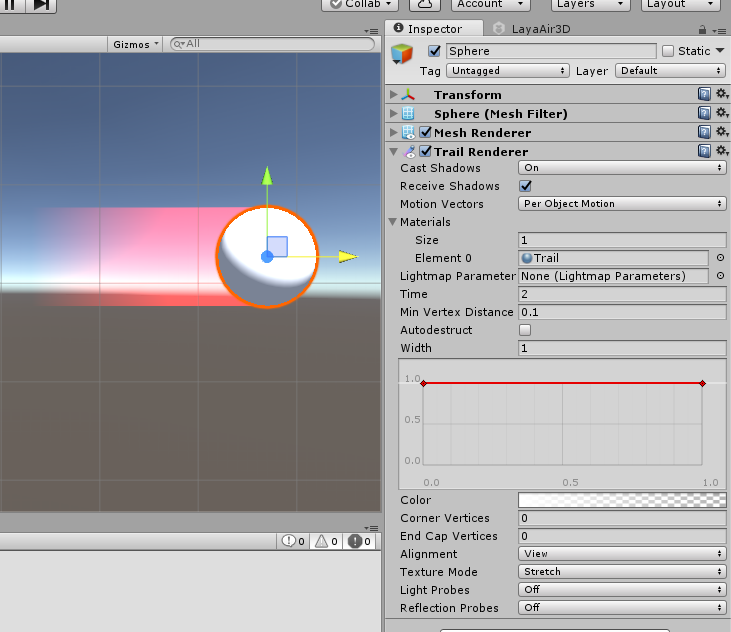 Collab
Account
Layers
Layout
Gizmos
All
Inspector
LayaAir3D
Sphere
Static
Tag
Untagged
Layer
Default
Transform
Sphere (Mesh Filter)
Mesh Renderer
Trail Renderer
Cast Shadows
On
Receive Shadows
Motion Vectors
Per Object Motion
Materials
Size
1
Element 0
Trail
Lightmap Parameter
None (Lightmap Parameters)
Time
2
Min Vertex Distance
0.1
Autodestruct
Width
1
1.0
0.5
0.0
0.0
0.5
1.0
Color
Corner Vertices
0
End Cap Vertices
0
Alignment
View
Texture Mode
Stretch
Light Probes
Off
Reflection Probes
Off
0
0
0